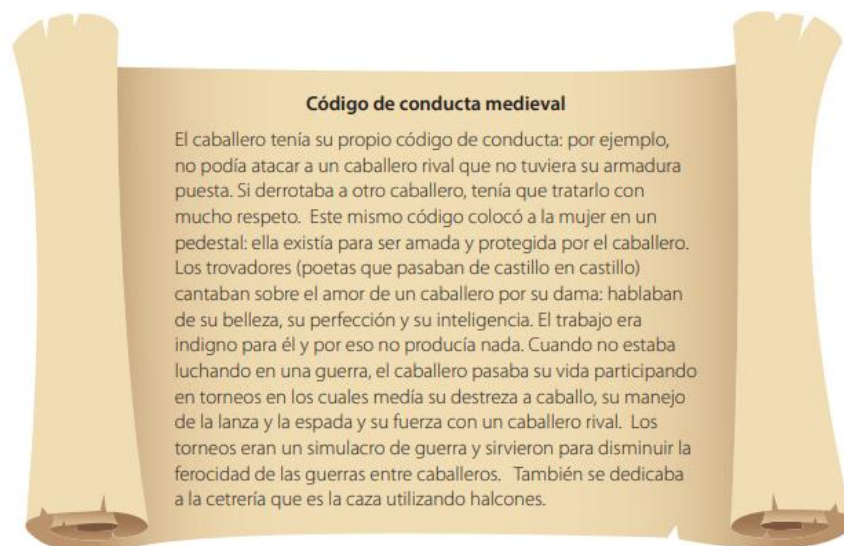 Código de conducta medieval
El caballero tenía su propio código de conducta: por ejemplo,
no podía atacar a un caballero rival que no tuviera su armadura
puesta. Si derrotaba a otro caballero, tenía que tratarlo con
mucho respeto. Este mismo código colocó a la mujer en un
pedestal: ella existía para ser amada y protegida por el caballero.
Los trovadores (poetas que pasaban de castillo en castillo)
cantaban sobre el amor de un caballero por su dama: hablaban
de su belleza, su perfección y su inteligencia. El trabajo era
indigno para él y por eso no producía nada. Cuando no estaba
luchando en una guerra, el caballero pasaba su vida participando
en torneos en los cuales medía su destreza a caballo, su manejo
de la lanza y la espada y su fuerza con un caballero rival. Los
torneos eran un simulacro de guerra y sirvieron para disminuir la
ferocidad de las guerras entre caballeros. También se dedicaba
a la cetrería que es la caza utilizando halcones.